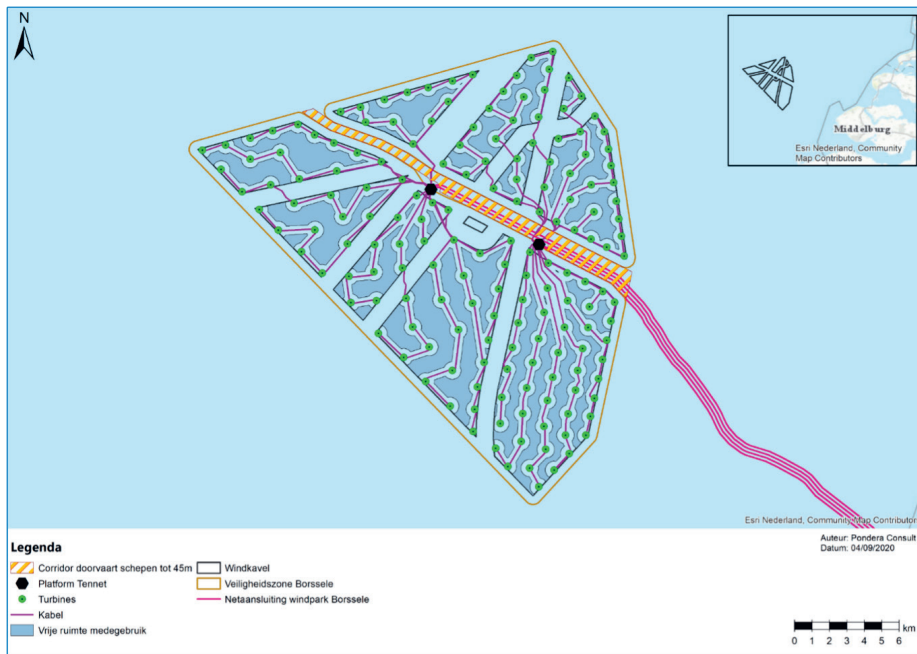 N
Middelburg
Esri Nederland, Community
Map Contributors
Esri Nederland, Community Map Contributors
Auteur: Pondera Consult
Datum: 04/09/2020
Legenda
Corridor doorvaart schepen tot 45m
Platform Tennet
Turbines
Kabel
Vrije ruimte medegebruik
Windkavel
Veiligheidszone Borssele
Netaansluiting windpark Borssele
km
0 1 2 3 4 5 6